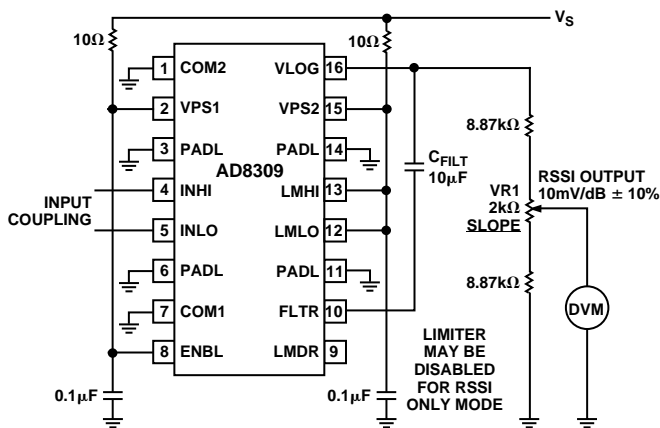 V_S
10Ω
10Ω
1 COM2
VLOG 16
2 VPS1
VPS2 15
3 PADL
PADL 14
AD8309
4 INHI
LMHI 13
5 INLO
LMLO 12
6 PADL
PADL 11
7 COM1
FLTR 10
8 ENBL
LMDR 9
INPUT
COUPLING
C_FILT
10µF
8.87kΩ
VR1
2kΩ
SLOPE
RSSI OUTPUT
10mV/dB ± 10%
8.87kΩ
DVM
LIMITER
MAY BE
DISABLED
FOR RSSI
ONLY MODE
0.1µF
0.1µF